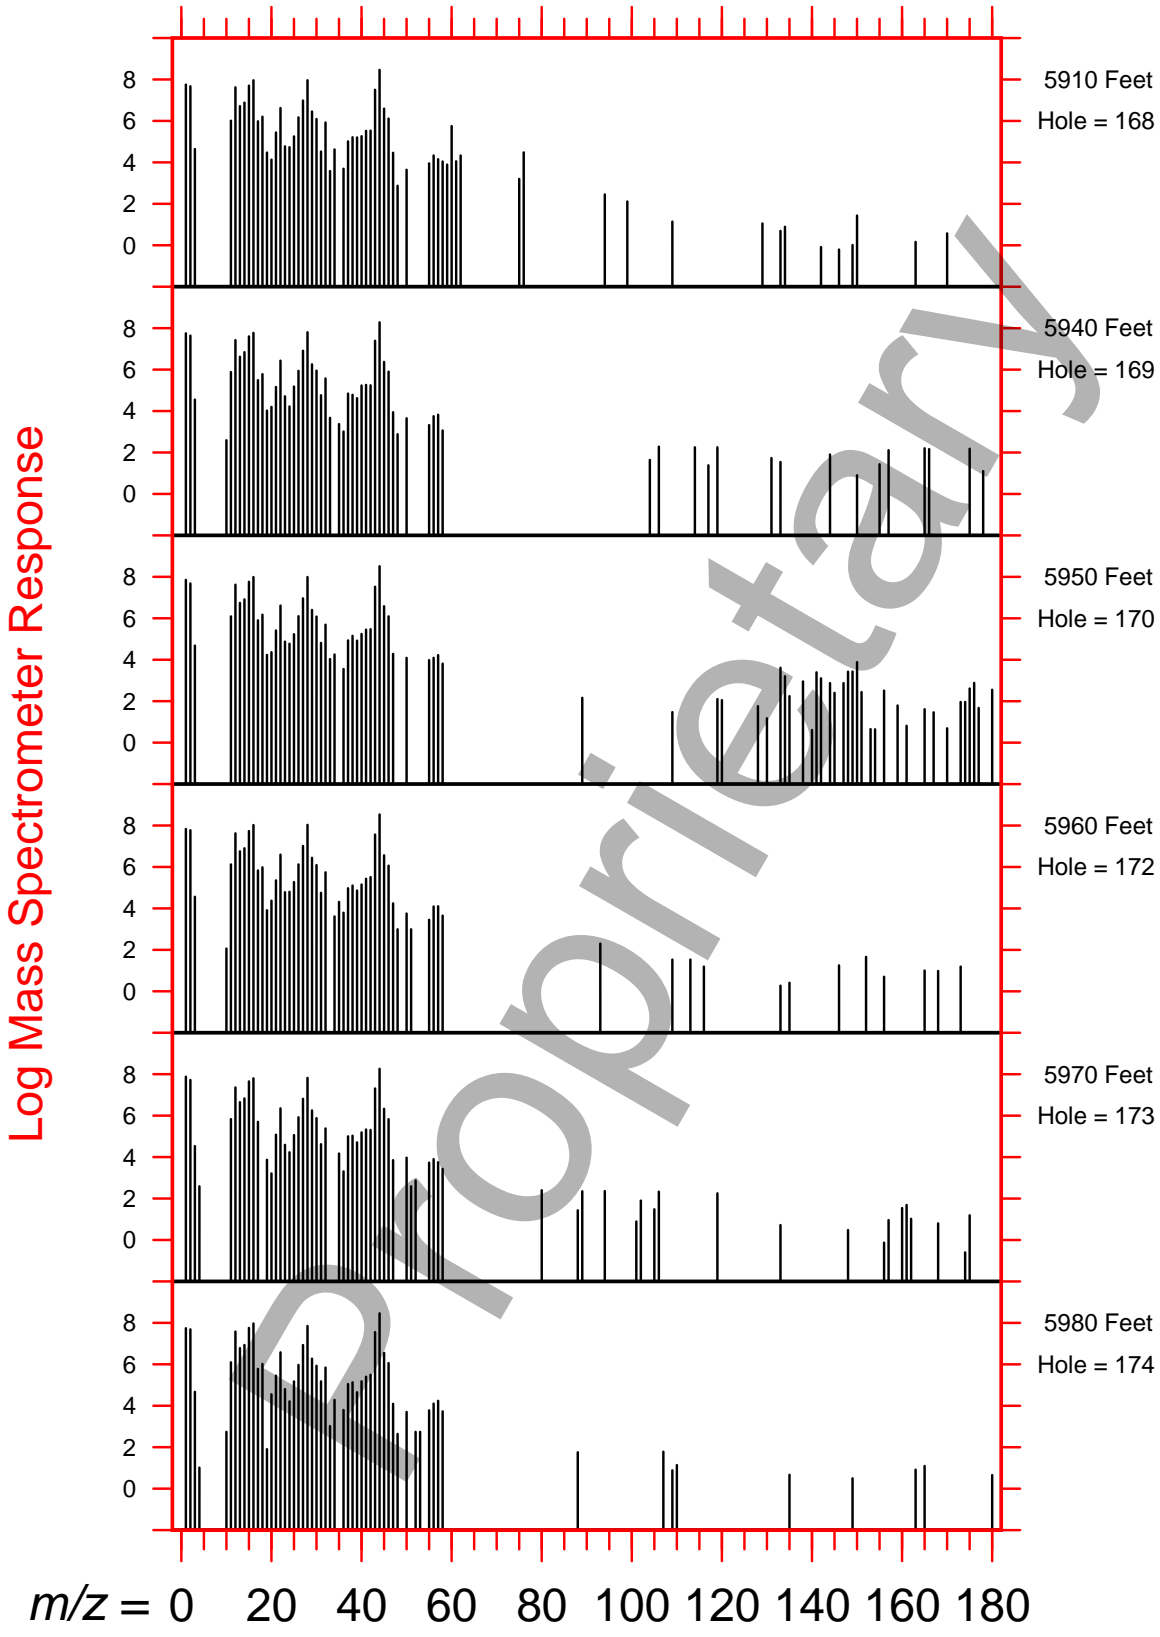 Log Mass Spectrometer Response
8
6
4
2
0
5910 Feet
Hole = 168
8
6
4
2
0
5940 Feet
Hole = 169
8
6
4
2
0
5950 Feet
Hole = 170
8
6
4
2
0
5960 Feet
Hole = 172
8
6
4
2
0
5970 Feet
Hole = 173
8
6
4
2
0
5980 Feet
Hole = 174
m/z = 0 20 40 60 80 100 120 140 160 180
Proprietary